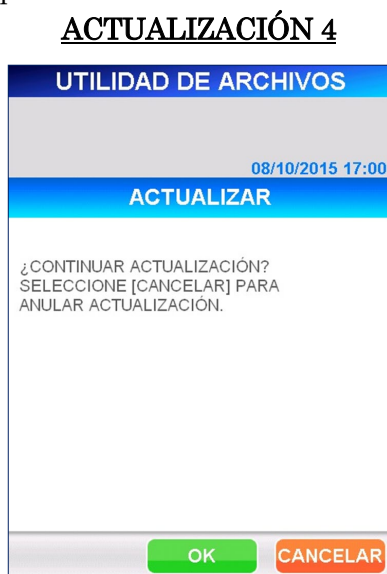 ACTUALIZACIÓN 4
UTILIDAD DE ARCHIVOS
08/10/2015 17:00
ACTUALIZAR
¿CONTINUAR ACTUALIZACIÓN?
SELECCIONE [CANCELAR] PARA
ANULAR ACTUALIZACIÓN.
OK
CANCELAR